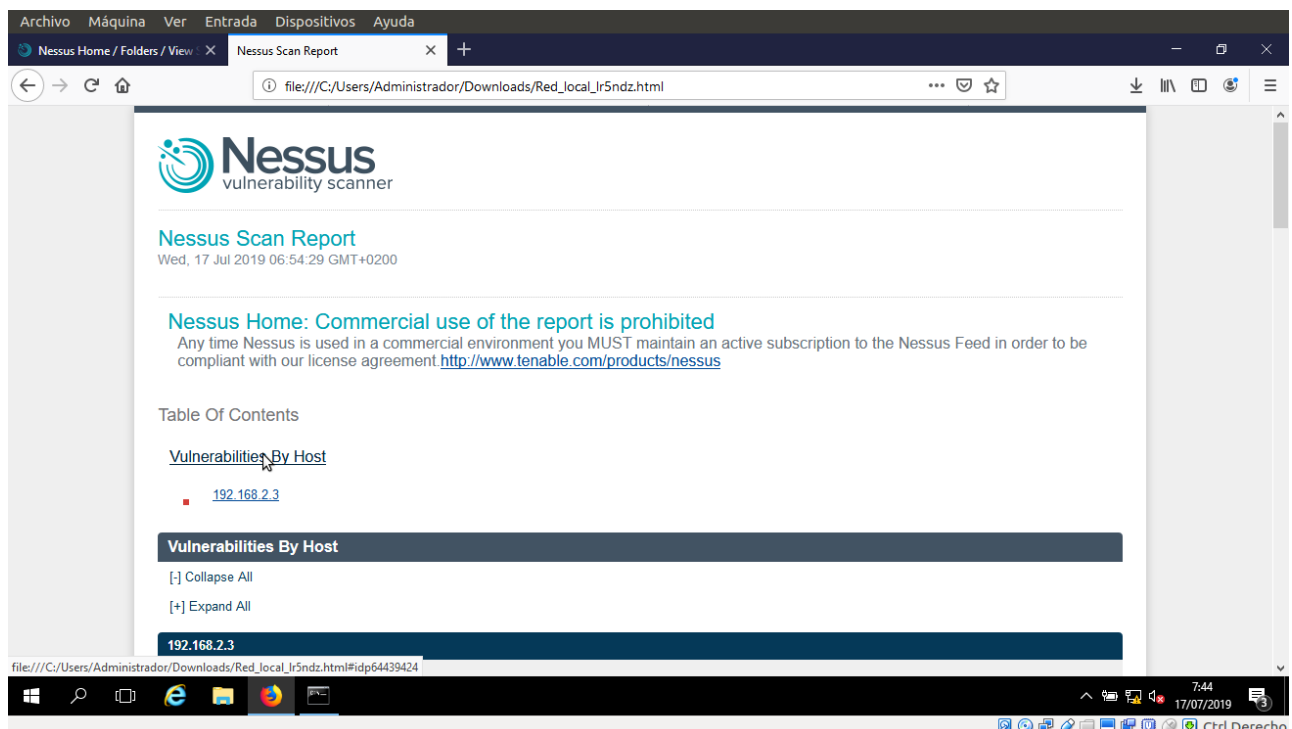 Archivo Máquina Ver Entrada Dispositivos Ayuda
Nessus Home / Folders / View S
Nessus Scan Report
file:///C:/Users/Administrador/Downloads/Red_local_lr5ndz.html
Nessus
vulnerability scanner
Nessus Scan Report
Wed, 17 Jul 2019 06:54:29 GMT+0200
Nessus Home: Commercial use of the report is prohibited
Any time Nessus is used in a commercial environment you MUST maintain an active subscription to the Nessus Feed in order to be
compliant with our license agreement.http://www.tenable.com/products/nessus
Table Of Contents
Vulnerabilities By Host
192.168.2.3
Vulnerabilities By Host
[-] Collapse All
[+] Expand All
192.168.2.3
file:///C:/Users/Administrador/Downloads/Red_local_lr5ndz.html#idp64439424
7:44
17/07/2019
3
Ctrl Derecho